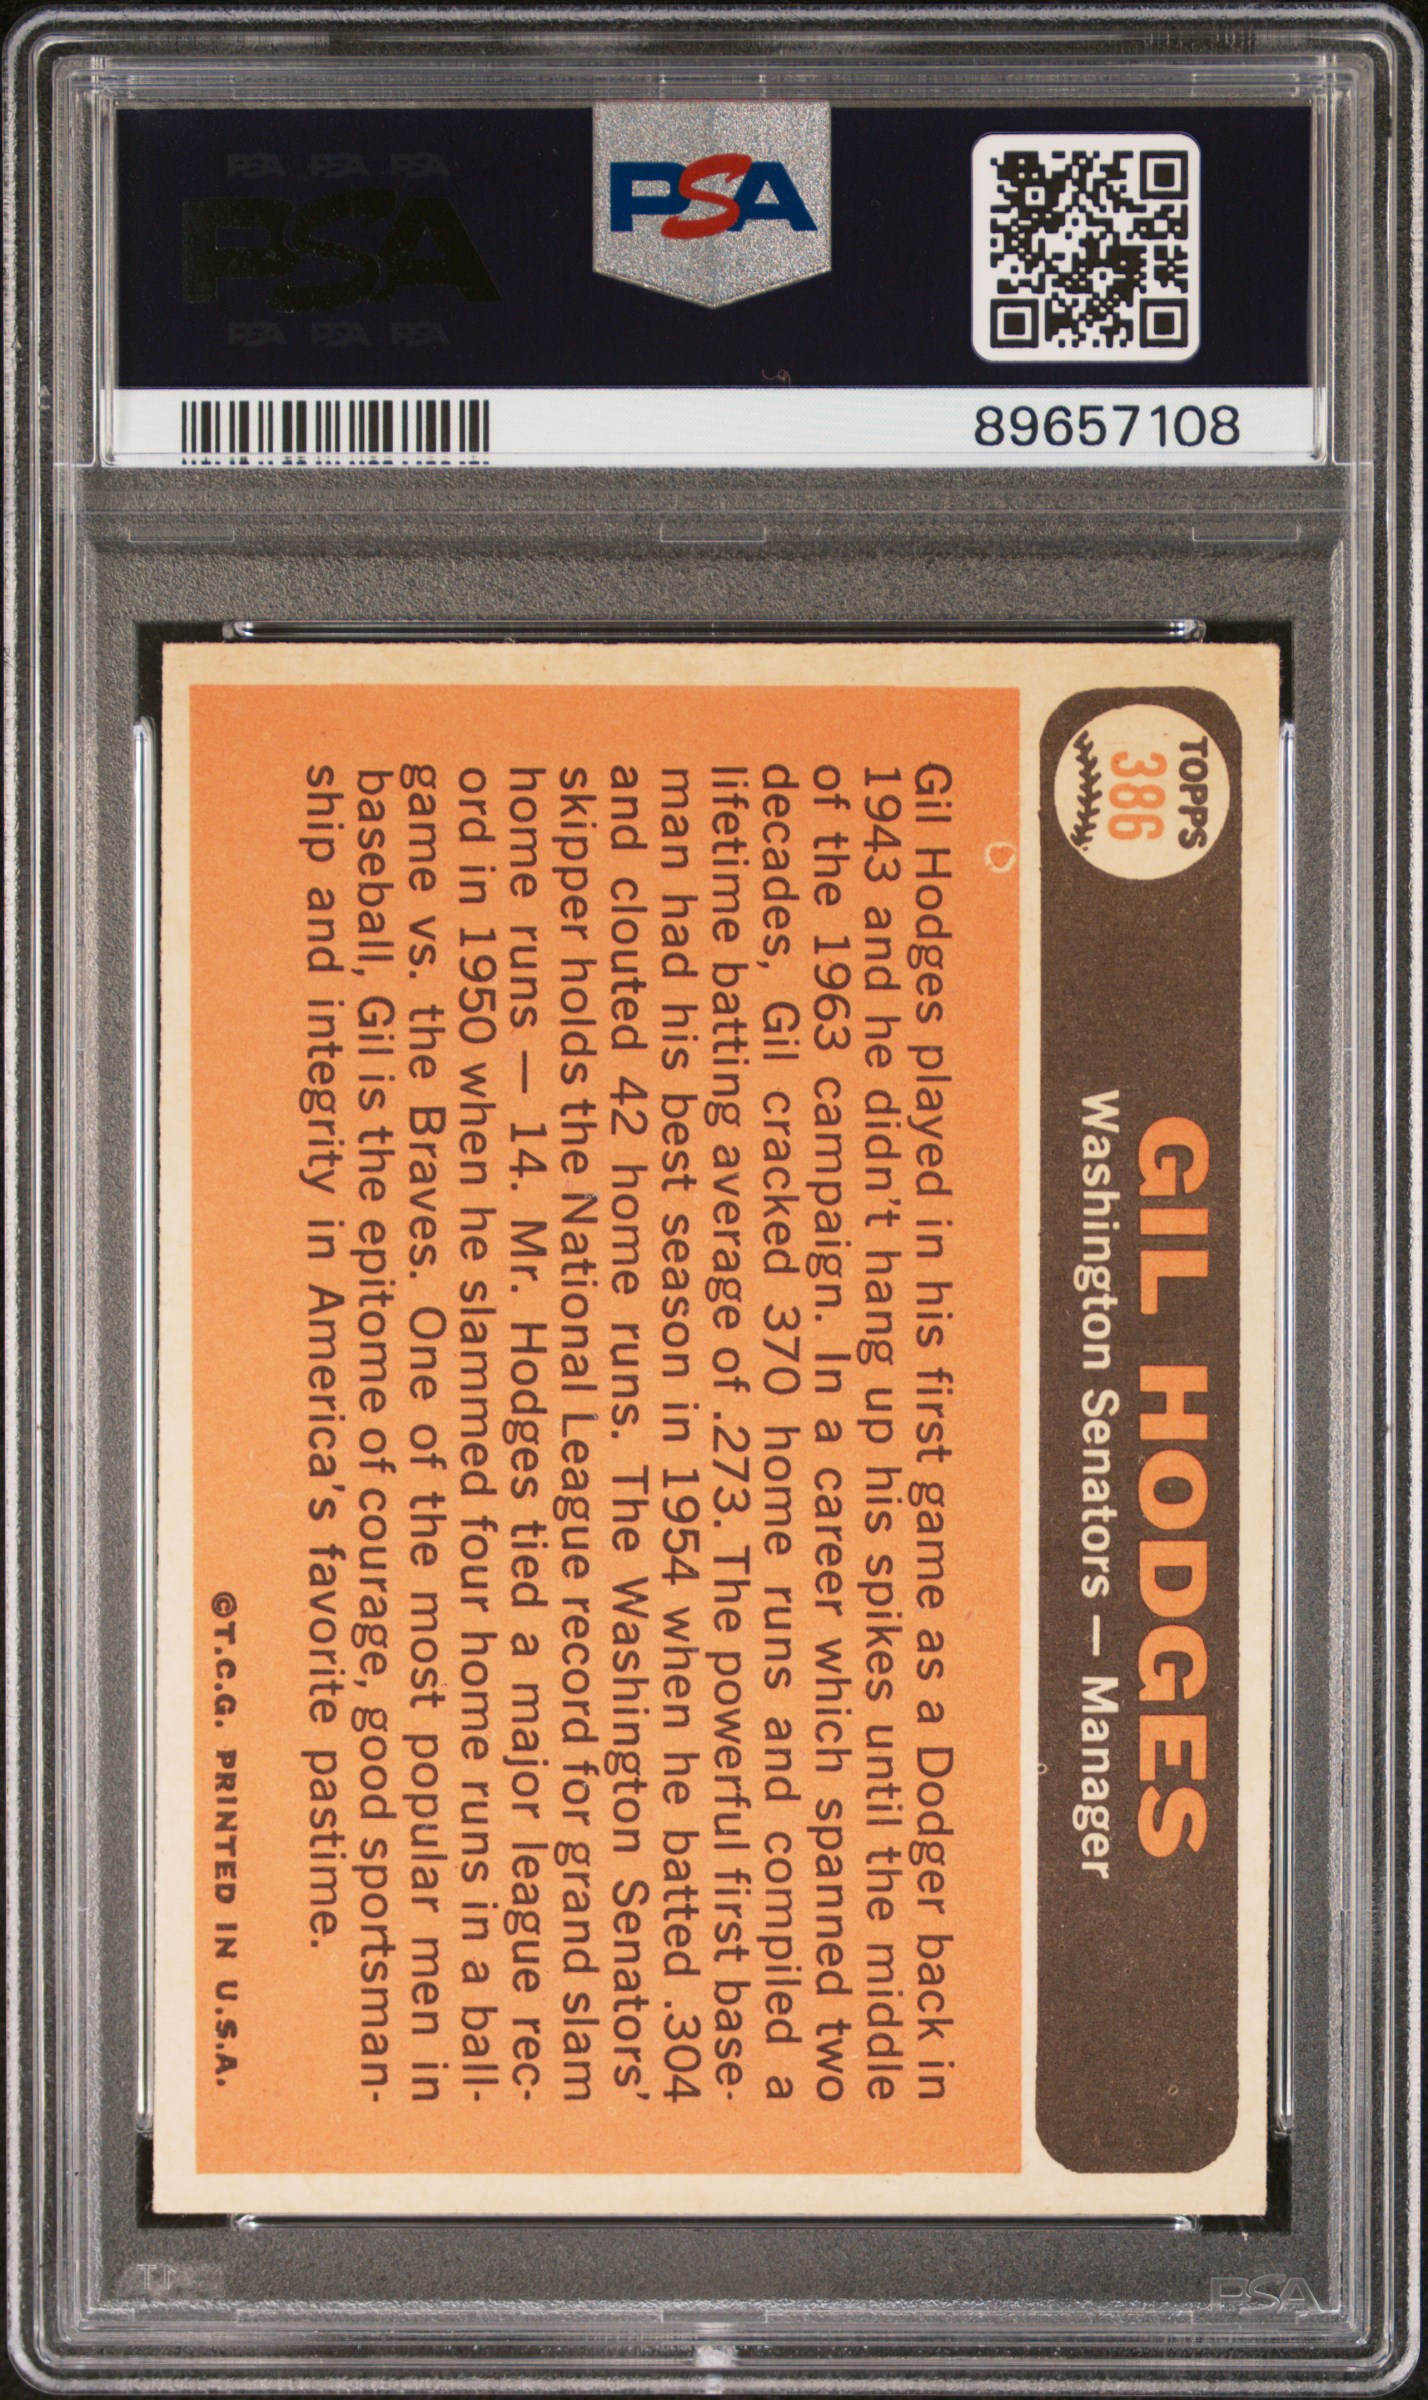 PSA PSA PSA
PSA
PSA PSA PSA
PSA
89657108
TOPPS
386
GIL HODGES
Washington Senators — Manager
Gil Hodges played in his first game as a Dodger back in
1943 and he didn't hang up his spikes until the middle
of the 1963 campaign. In a career which spanned two
decades, Gil cracked 370 home runs and compiled a
lifetime batting average of .273. The powerful first base-
man had his best season in 1954 when he batted .304
and clouted 42 home runs. The Washington Senators'
skipper holds the National League record for grand slam
home runs — 14. Mr. Hodges tied a major league rec-
ord in 1950 when he slammed four home runs in a ball-
game vs. the Braves. One of the most popular men in
baseball, Gil is the epitome of courage, good sportsman-
ship and integrity in America's favorite pastime.
©T.C.G. PRINTED IN U.S.A.
PSA